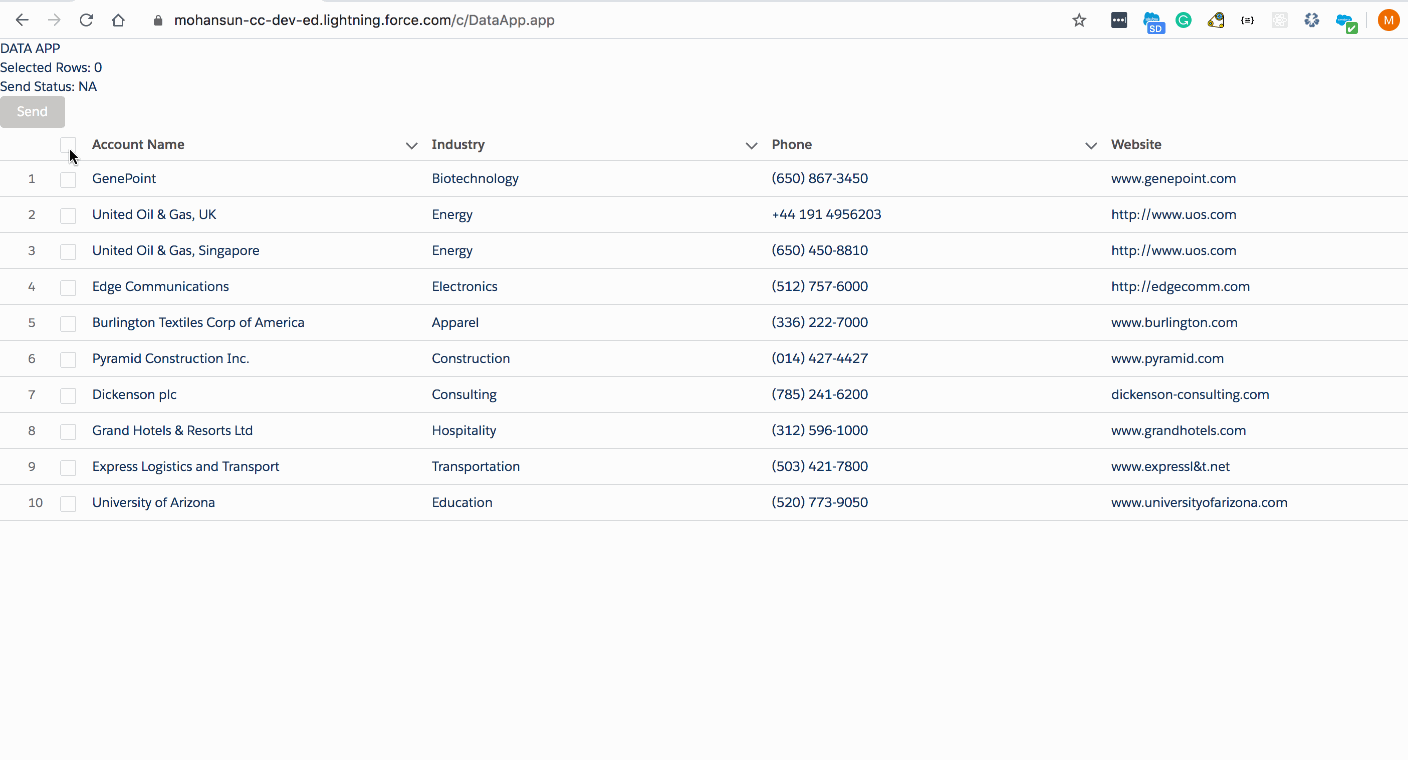 mohansun-cc-dev-ed.lightning.force.com/c/DataApp.app
SD
{=}
M
DATA APP
Selected Rows: 0
Send Status: NA
Send
Account Name Industry Phone Website
1 GenePoint Biotechnology (650) 867-3450 www.genepoint.com
2 United Oil & Gas, UK Energy +44 191 4956203 http://www.uos.com
3 United Oil & Gas, Singapore Energy (650) 450-8810 http://www.uos.com
4 Edge Communications Electronics (512) 757-6000 http://edgecomm.com
5 Burlington Textiles Corp of America Apparel (336) 222-7000 www.burlington.com
6 Pyramid Construction Inc. Construction (014) 427-4427 www.pyramid.com
7 Dickenson plc Consulting (785) 241-6200 dickenson-consulting.com
8 Grand Hotels & Resorts Ltd Hospitality (312) 596-1000 www.grandhotels.com
9 Express Logistics and Transport Transportation (503) 421-7800 www.expressl&t.net
10 University of Arizona Education (520) 773-9050 www.universityofarizona.com